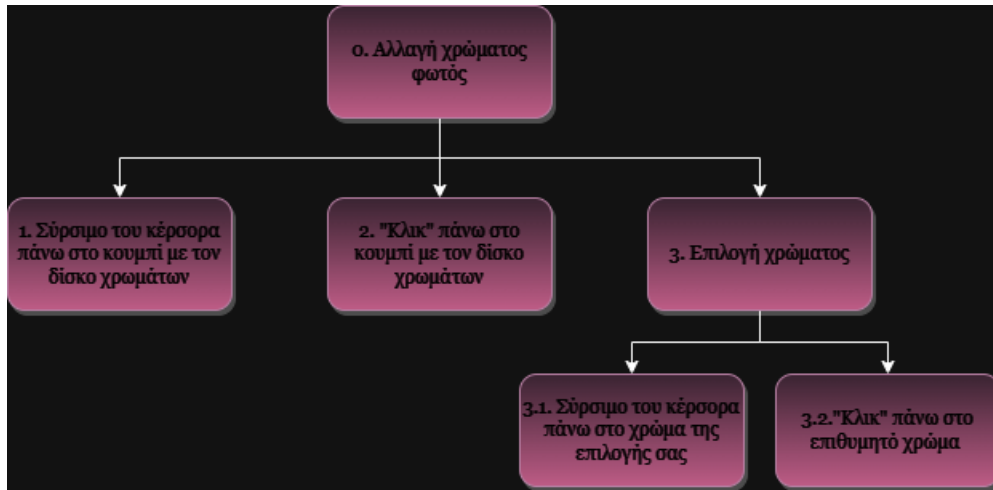 0. Αλλαγή χρώματος
φωτός
1. Σύρσιμο του κέρσορα
πάνω στο κουμπί με τον
δίσκο χρωμάτων
2. "Κλικ" πάνω στο
κουμπί με τον δίσκο
χρωμάτων
3. Επιλογή χρώματος
3.1. Σύρσιμο του κέρσορα
πάνω στο χρώμα της
επιλογής σας
3.2."Κλικ" πάνω στο
επιθυμητό χρώμα